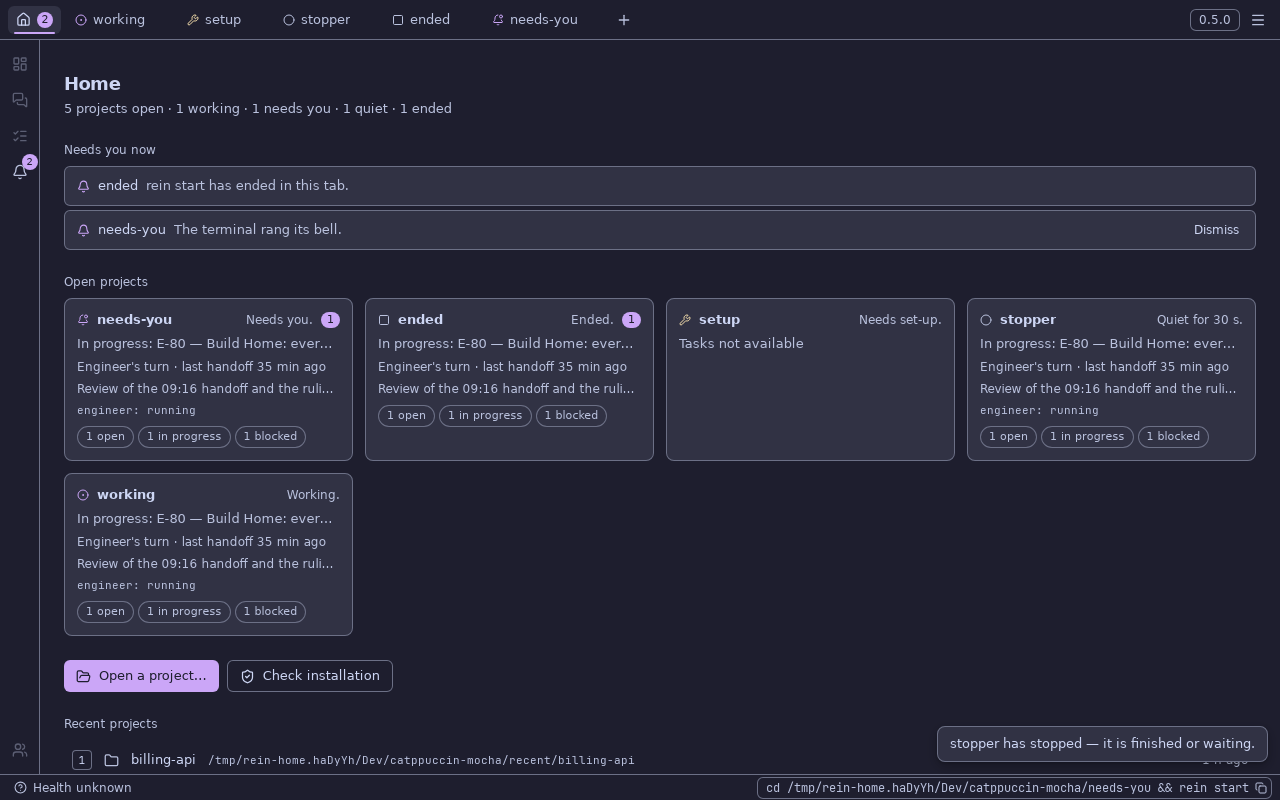 2 working setup stopper ended needs-you 0.5.0
2
Home
5 projects open · 1 working · 1 needs you · 1 quiet · 1 ended
Needs you now
ended rein start has ended in this tab.
needs-you The terminal rang its bell. Dismiss
Open projects
needs-you Needs you. 1
In progress: E-80 — Build Home: ever…
Engineer's turn · last handoff 35 min ago
Review of the 09:16 handoff and the ruli…
engineer: running
1 open 1 in progress 1 blocked
ended Ended. 1
In progress: E-80 — Build Home: ever…
Engineer's turn · last handoff 35 min ago
Review of the 09:16 handoff and the ruli…
1 open 1 in progress 1 blocked
setup Needs set-up.
Tasks not available
stopper Quiet for 30 s.
In progress: E-80 — Build Home: ever…
Engineer's turn · last handoff 35 min ago
Review of the 09:16 handoff and the ruli…
engineer: running
1 open 1 in progress 1 blocked
working Working.
In progress: E-80 — Build Home: ever…
Engineer's turn · last handoff 35 min ago
Review of the 09:16 handoff and the ruli…
engineer: running
1 open 1 in progress 1 blocked
Open a project… Check installation
Recent projects
1 billing-api /tmp/rein-home.haDyYh/Dev/catppuccin-mocha/recent/billing-api
stopper has stopped — it is finished or waiting.
Health unknown cd /tmp/rein-home.haDyYh/Dev/catppuccin-mocha/needs-you && rein start